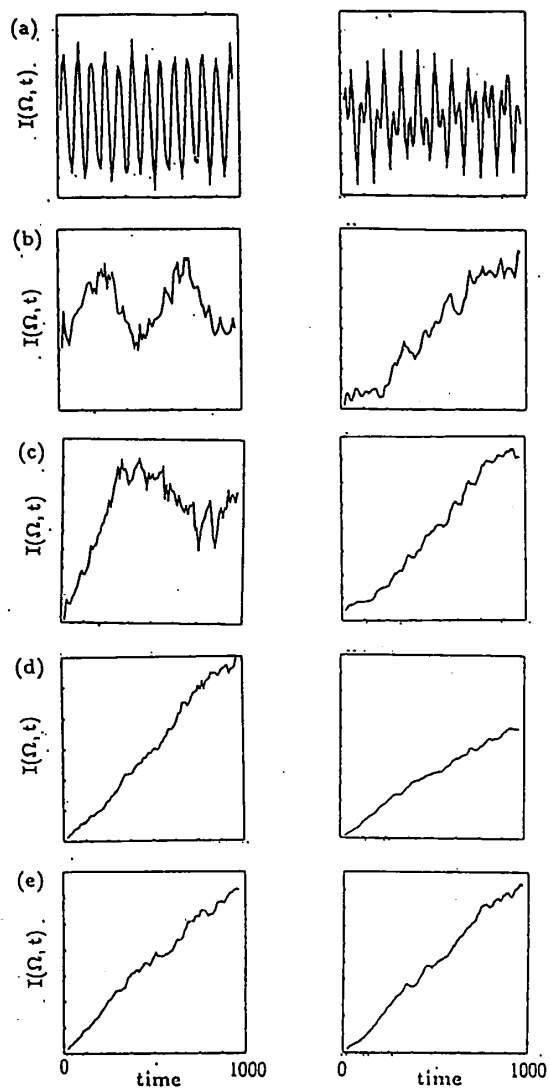 (a)
I(Ω, t)
(b)
I(Ω, t)
(c)
I(Ω, t)
(d)
I(Ω, t)
(e)
I(Ω, t)
0 1000 0 1000
time time